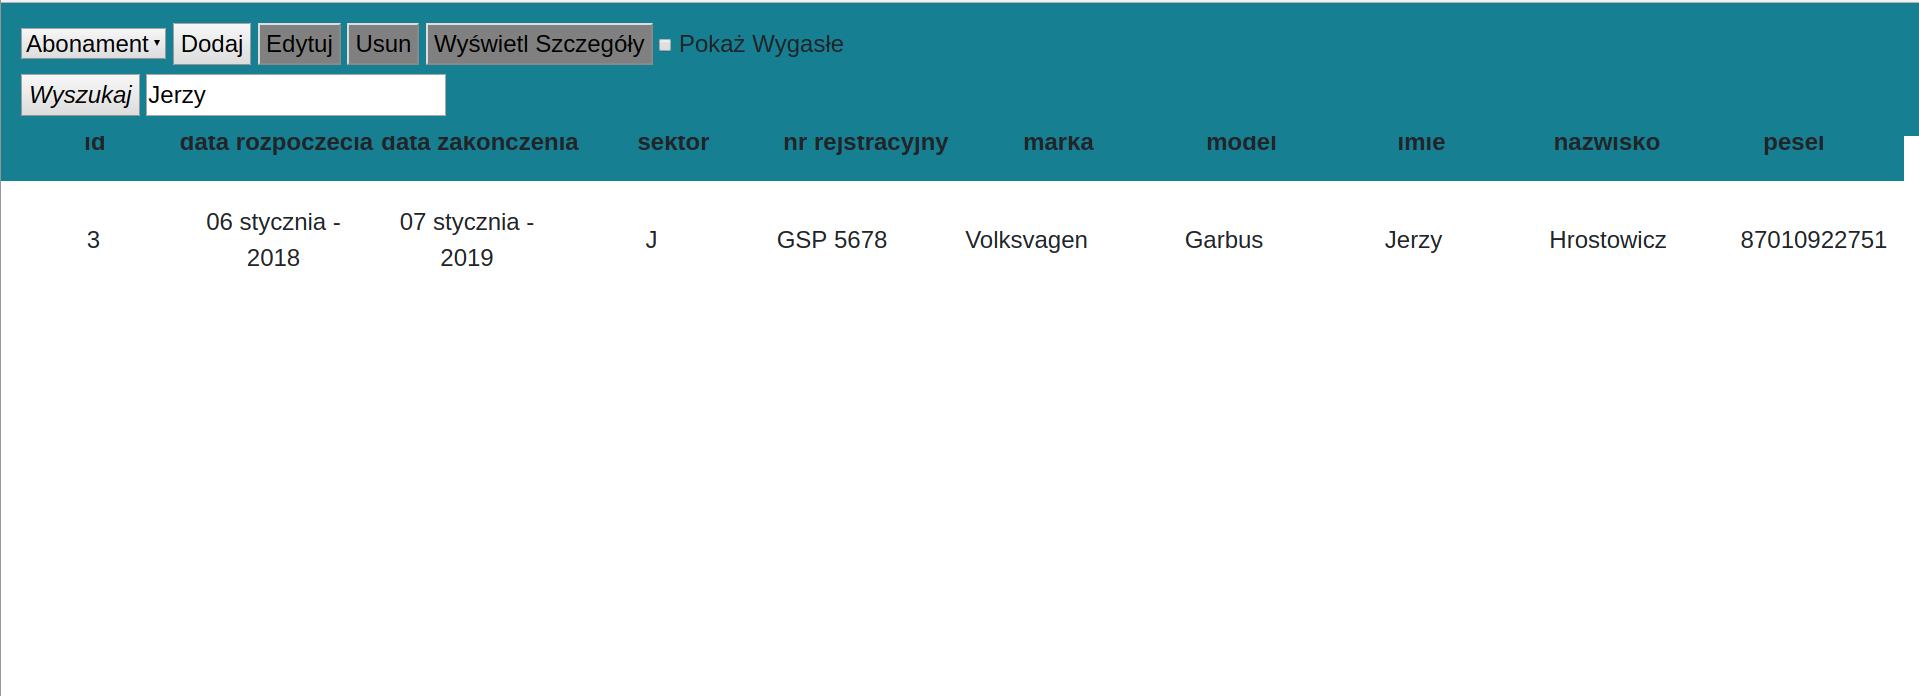 Abonament Dodaj Edytuj Usun Wyświetl Szczegóły Pokaż Wygasłe
Wyszukaj Jerzy
id data rozpoczecia data zakonczenia sektor nr rejstracyjny marka model imie nazwisko pesel
3 06 stycznia - 2018 07 stycznia - 2019 J GSP 5678 Volksvagen Garbus Jerzy Hrostowicz 87010922751